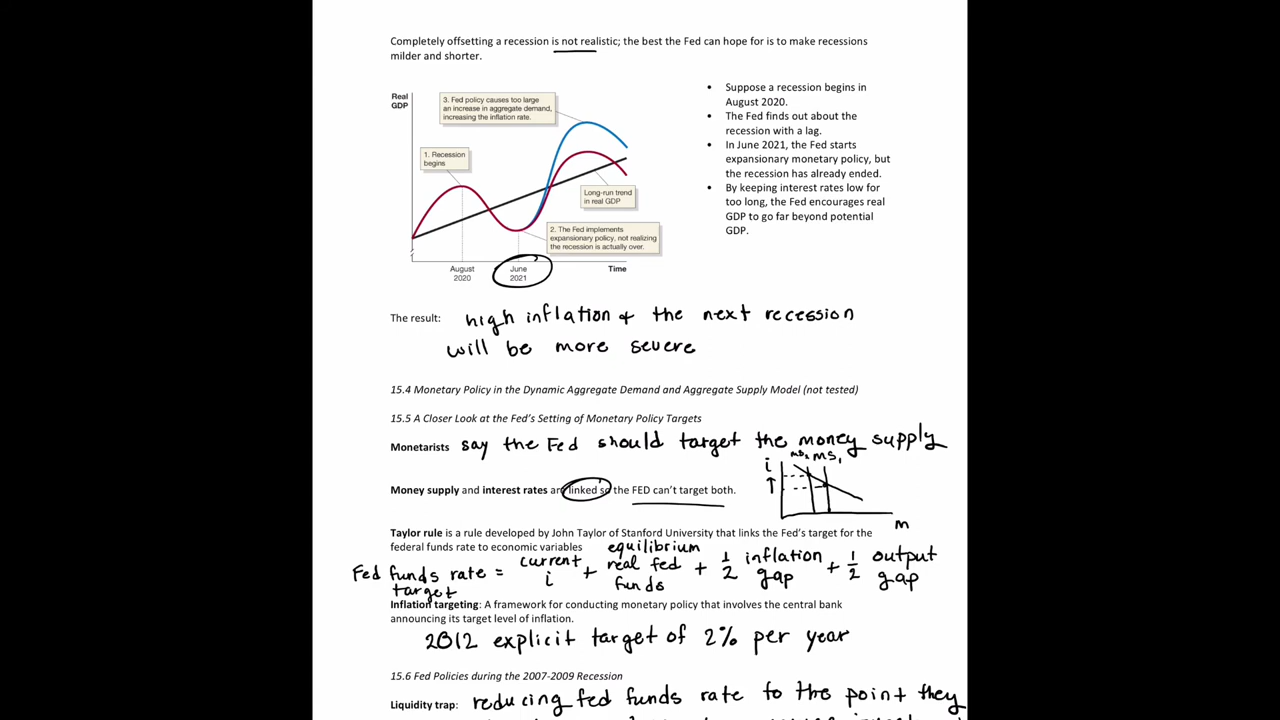 Completely offsetting a recession is not realistic; the best the Fed can hope for is to make recessions
milder and shorter.
Real
GDP
3. Fed policy causes too large
an increase in aggregate demand,
increasing the inflation rate.
1. Recession
begins
Long-run trend
in real GDP
2. The Fed implements
expansionary policy, not realizing
the recession is actually over.
August
2020
June
2021
Time
• Suppose a recession begins in
August 2020.
• The Fed finds out about the
recession with a lag.
• In June 2021, the Fed starts
expansionary monetary policy, but
the recession has already ended.
• By keeping interest rates low for
too long, the Fed encourages real
GDP to go far beyond potential
GDP.
The result: high inflation + the next recession
will be more severe
15.4 Monetary Policy in the Dynamic Aggregate Demand and Aggregate Supply Model (not tested)
15.5 A Closer Look at the Fed's Setting of Monetary Policy Targets
Monetarists say the Fed should target the money supply
i
MS2 MS1
↑
M
Money supply and interest rates are linked so the FED can't target both.
Taylor rule is a rule developed by John Taylor of Stanford University that links the Fed's target for the
federal funds rate to economic variables
Fed funds rate target = current i + equilibrium real fed funds + 1/2 inflation gap + 1/2 output gap
Inflation targeting: A framework for conducting monetary policy that involves the central bank
announcing its target level of inflation.
2012 explicit target of 2% per year
15.6 Fed Policies during the 2007-2009 Recession
Liquidity trap: reducing fed funds rate to the point they